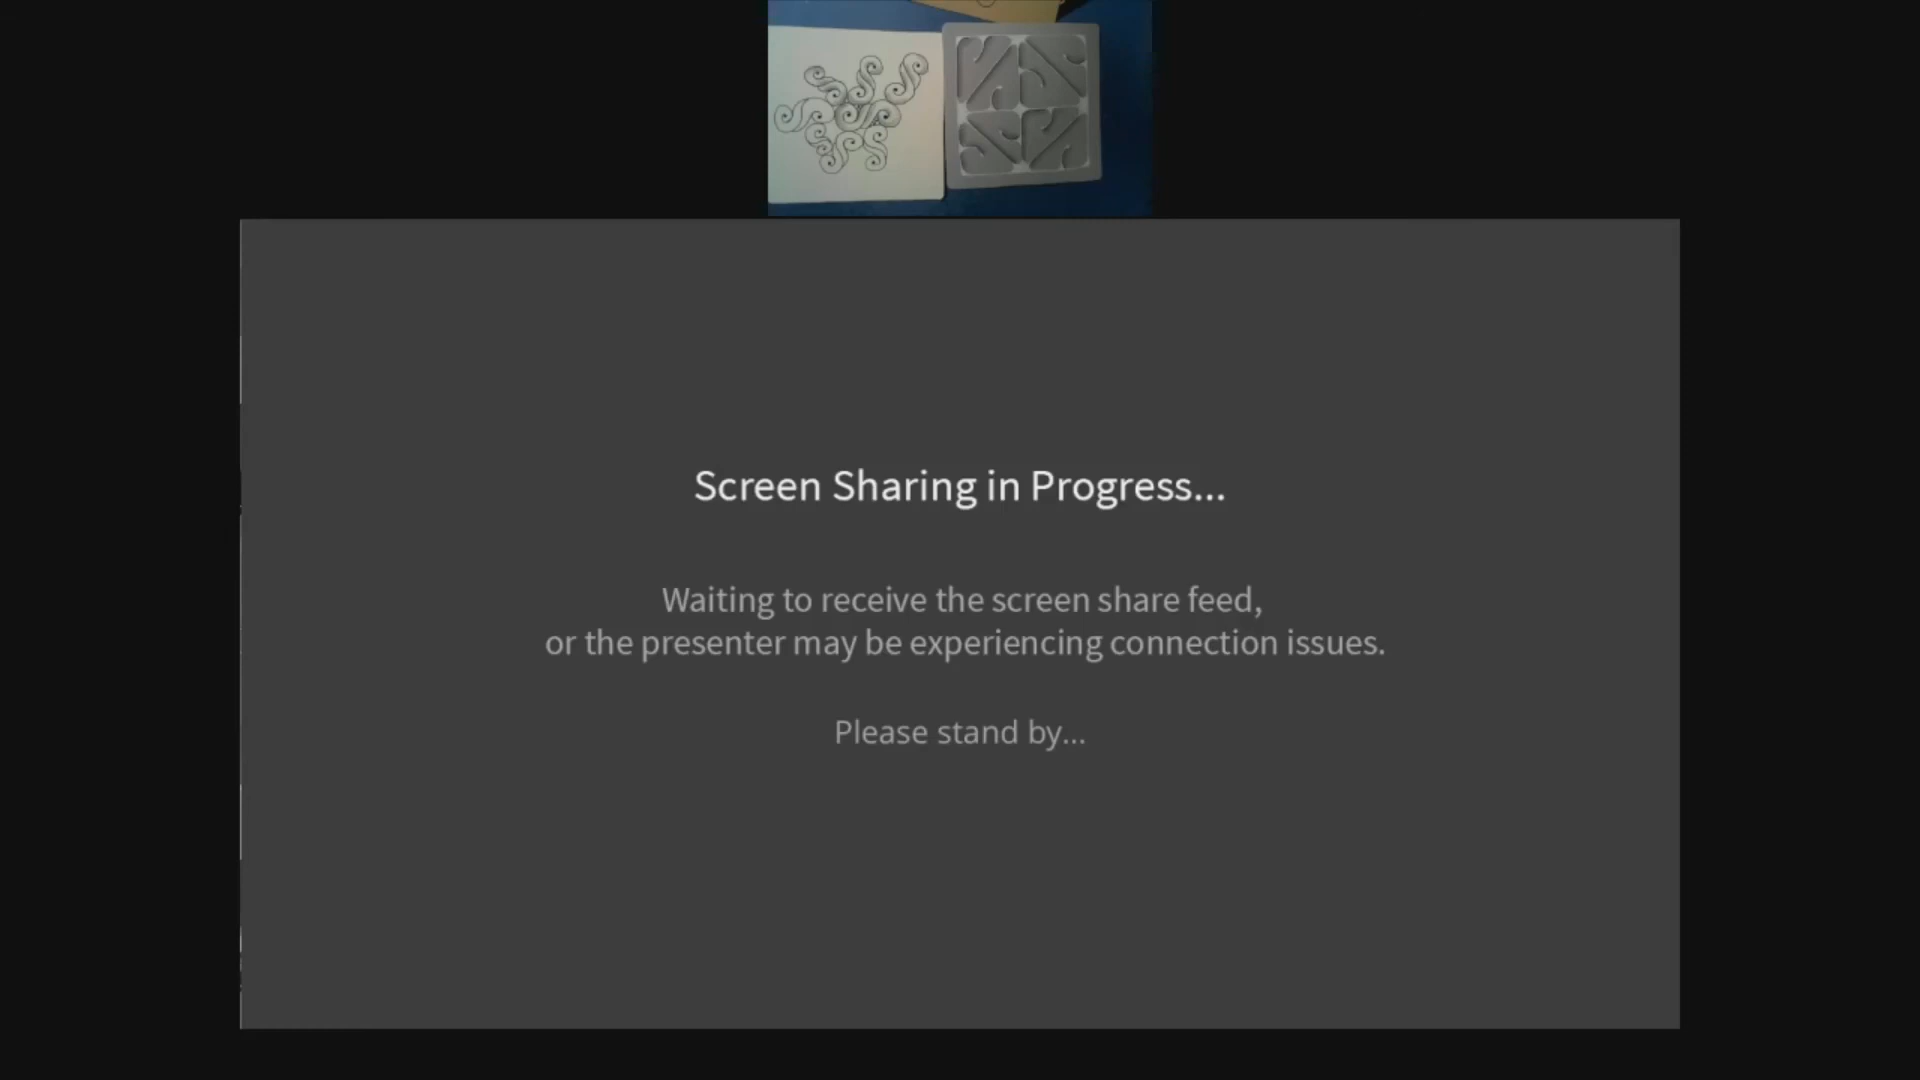 Screen Sharing in Progress...
Waiting to receive the screen share feed,
or the presenter may be experiencing connection issues.
Please stand by...